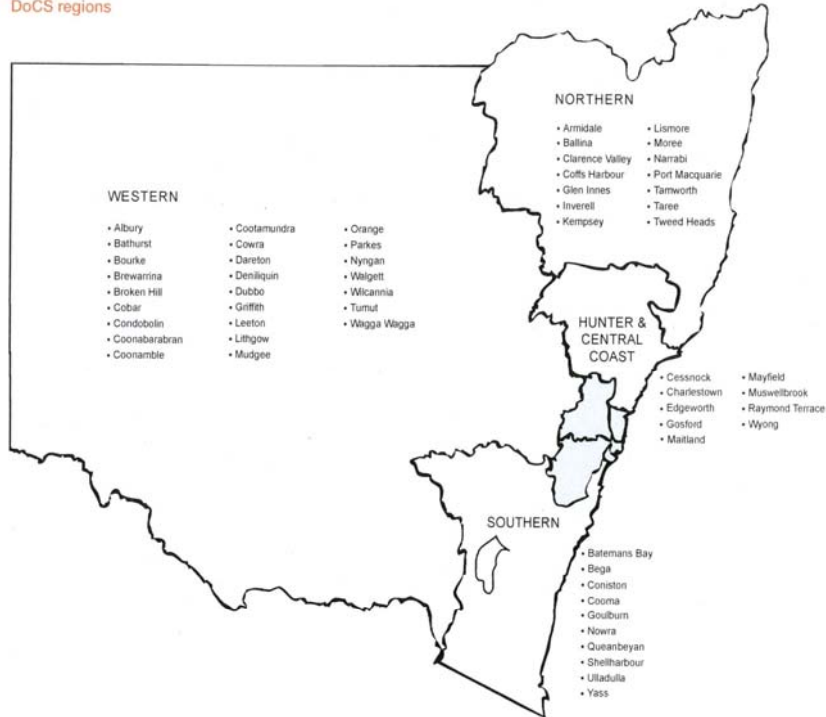 DoCS regions
NORTHERN
• Armidale
• Ballina
• Clarence Valley
• Coffs Harbour
• Glen Innes
• Inverell
• Kempsey
• Lismore
• Moree
• Narrabi
• Port Macquarie
• Tamworth
• Taree
• Tweed Heads
WESTERN
• Albury
• Bathurst
• Bourke
• Brewarrina
• Broken Hill
• Cobar
• Condobolin
• Coonabarabran
• Coonamble
• Cootamundra
• Cowra
• Dareton
• Deniliquin
• Dubbo
• Griffith
• Leeton
• Lithgow
• Mudgee
• Orange
• Parkes
• Nyngan
• Walgett
• Wilcannia
• Tumut
• Wagga Wagga
HUNTER &
CENTRAL
COAST
• Cessnock
• Charlestown
• Edgeworth
• Gosford
• Maitland
• Mayfield
• Muswellbrook
• Raymond Terrace
• Wyong
SOUTHERN
• Batemans Bay
• Bega
• Coniston
• Cooma
• Goulburn
• Nowra
• Queanbeyan
• Shellharbour
• Ulladulla
• Yass